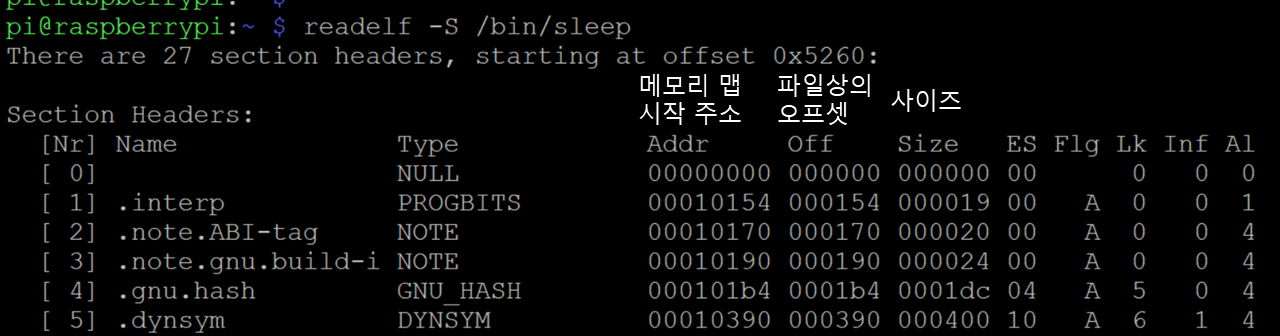 pi@raspberrypi:~ $
pi@raspberrypi:~ $ readelf -S /bin/sleep
There are 27 section headers, starting at offset 0x5260:
메모리 맵 시작 주소 파일상의 오프셋 사이즈
Section Headers:
[Nr] Name Type Addr Off Size ES Flg Lk Inf Al
[ 0] NULL 00000000 000000 000000 00 0 0 0
[ 1] .interp PROGBITS 00010154 000154 000019 00 A 0 0 1
[ 2] .note.ABI-tag NOTE 00010170 000170 000020 00 A 0 0 4
[ 3] .note.gnu.build-i NOTE 00010190 000190 000024 00 A 0 0 4
[ 4] .gnu.hash GNU_HASH 000101b4 0001b4 0001dc 04 A 5 0 4
[ 5] .dynsym DYNSYM 00010390 000390 000400 10 A 6 1 4